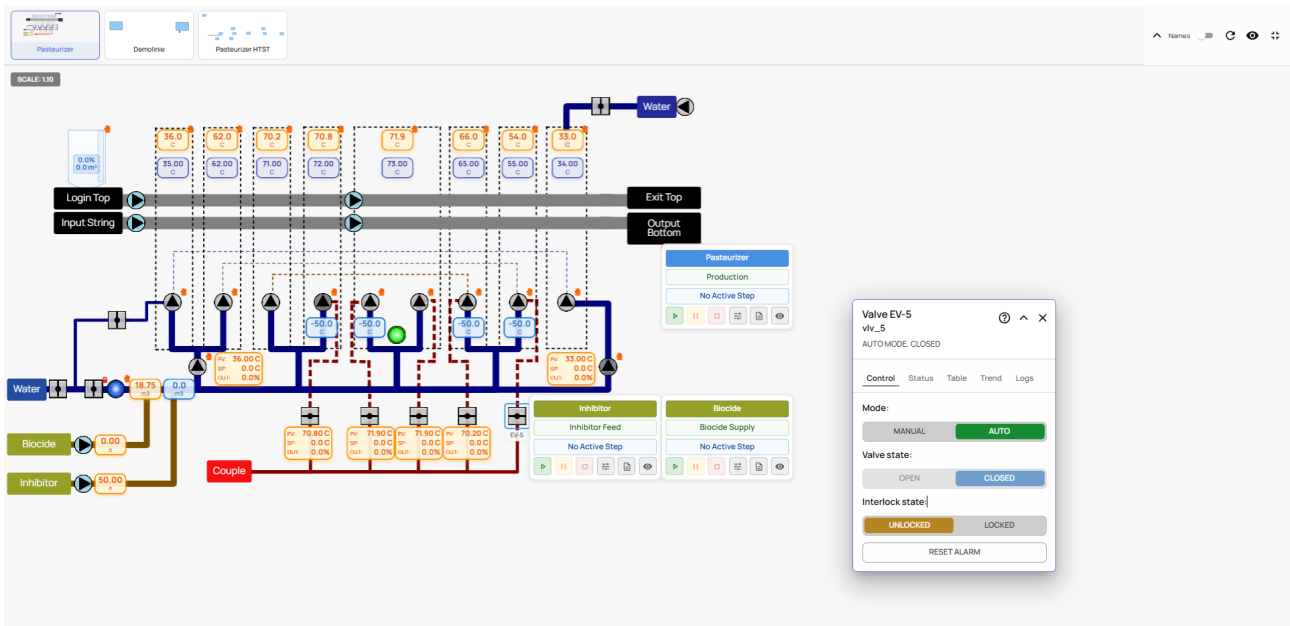 Pasteurizer
Demolinie
Pasteurizer HTST
Names
SCALE: 1.10
Water
36.0 C
62.0 C
70.2 C
70.8 C
71.9 C
66.0 C
54.0 C
33.0 C
0.0%
0.0 m³
35.00 C
62.00 C
71.00 C
72.00 C
73.00 C
65.00 C
55.00 C
34.00 C
Login Top
Exit Top
Input String
Output Bottom
Pasteurizer
Production
No Active Step
-50.0 C
-50.0 C
-50.0 C
-50.0 C
PV: 36.00 C
SP: 0.0 C
OUT: 0.0%
PV: 33.00 C
SP: 0.0 C
OUT: 0.0%
Water
18.75 m3
0.0 m3
Inhibitor
Inhibitor Feed
No Active Step
Biocide
Biocide Supply
No Active Step
EV-5
PV: 70.80 C
SP: 0.0 C
OUT: 0.0%
PV: 71.90 C
SP: 0.0 C
OUT: 0.0%
PV: 71.90 C
SP: 0.0 C
OUT: 0.0%
PV: 70.20 C
SP: 0.0 C
OUT: 0.0%
Biocide
0.00
Couple
Inhibitor
50.00
Valve EV-5
vlv_5
AUTO MODE, CLOSED
Control Status Table Trend Logs
Mode:
MANUAL AUTO
Valve state:
OPEN CLOSED
Interlock state:
UNLOCKED LOCKED
RESET ALARM